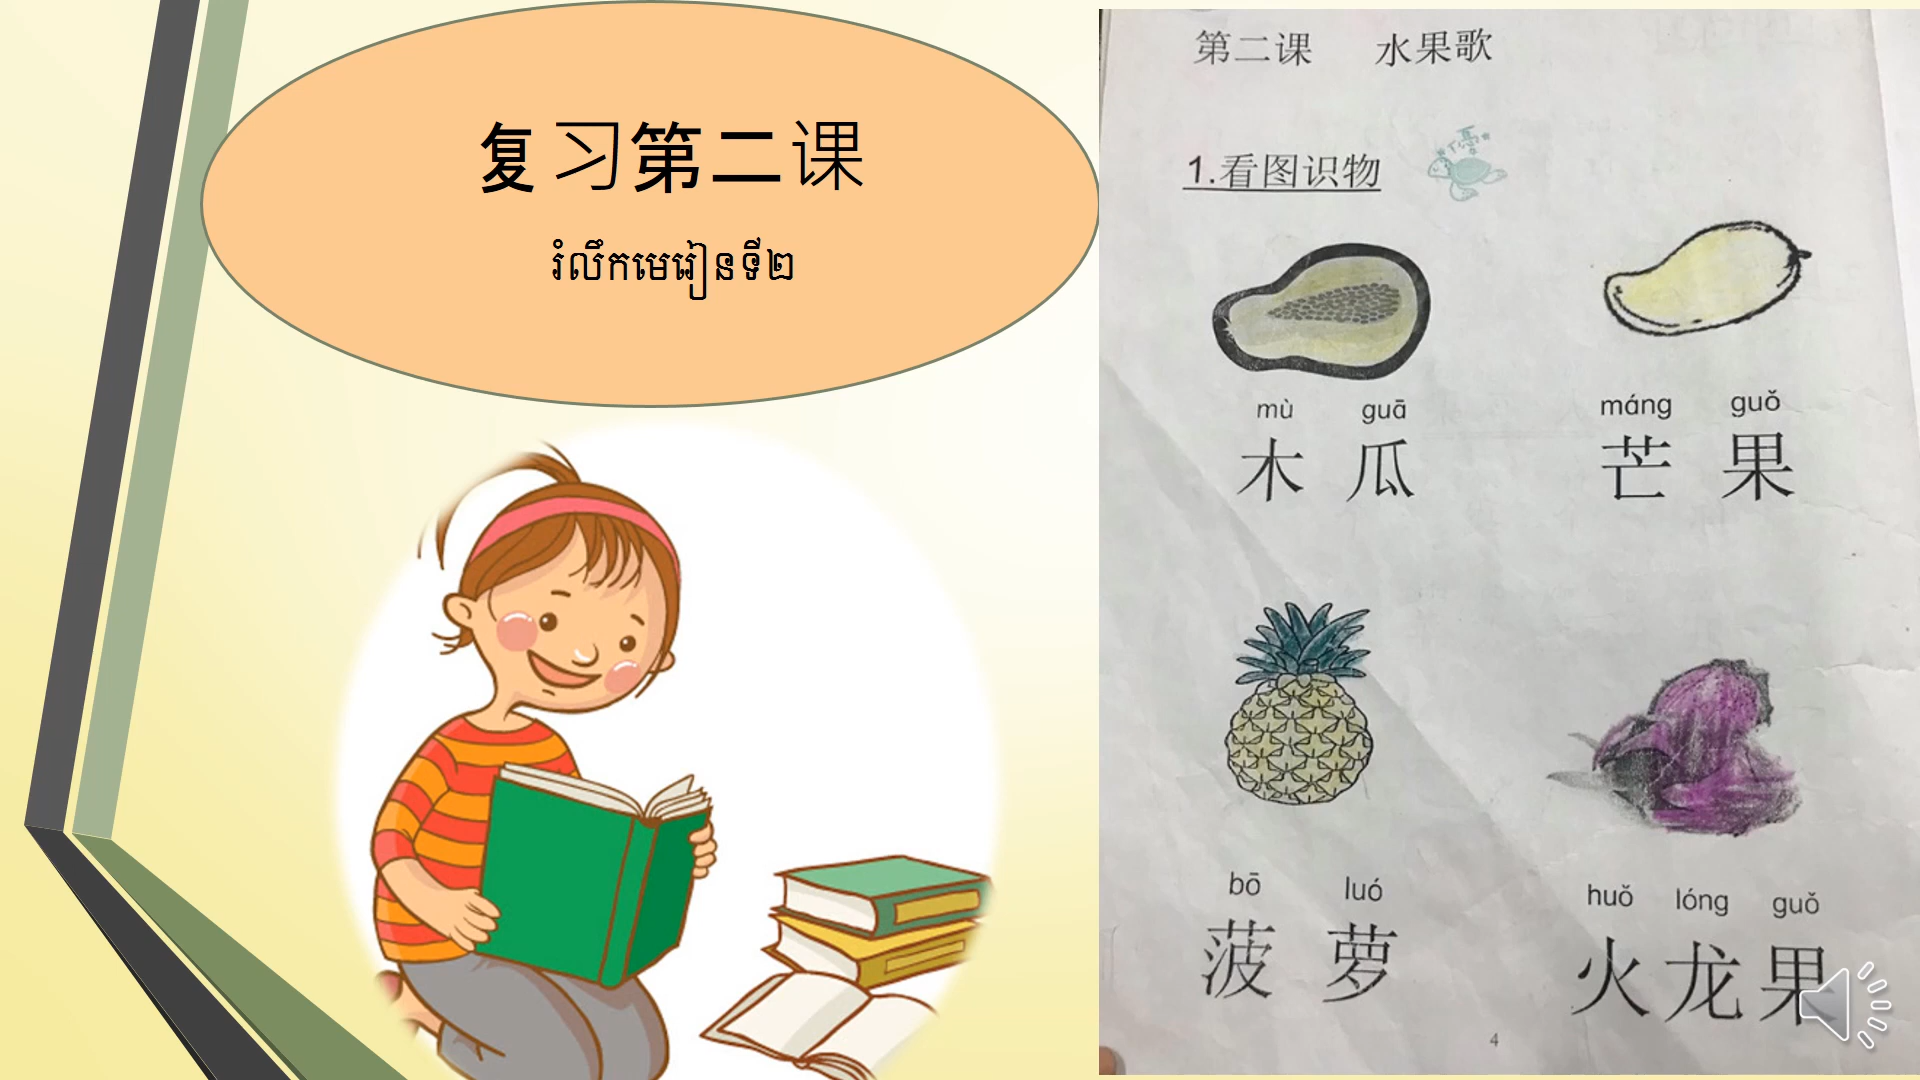 复习第二课
រំលឹកមេរៀនទី២
第二课 水果歌
1.看图识物
mù guā
木 瓜
máng guǒ
芒 果
bō luó
菠 萝
huǒ lóng guǒ
火 龙 果
4